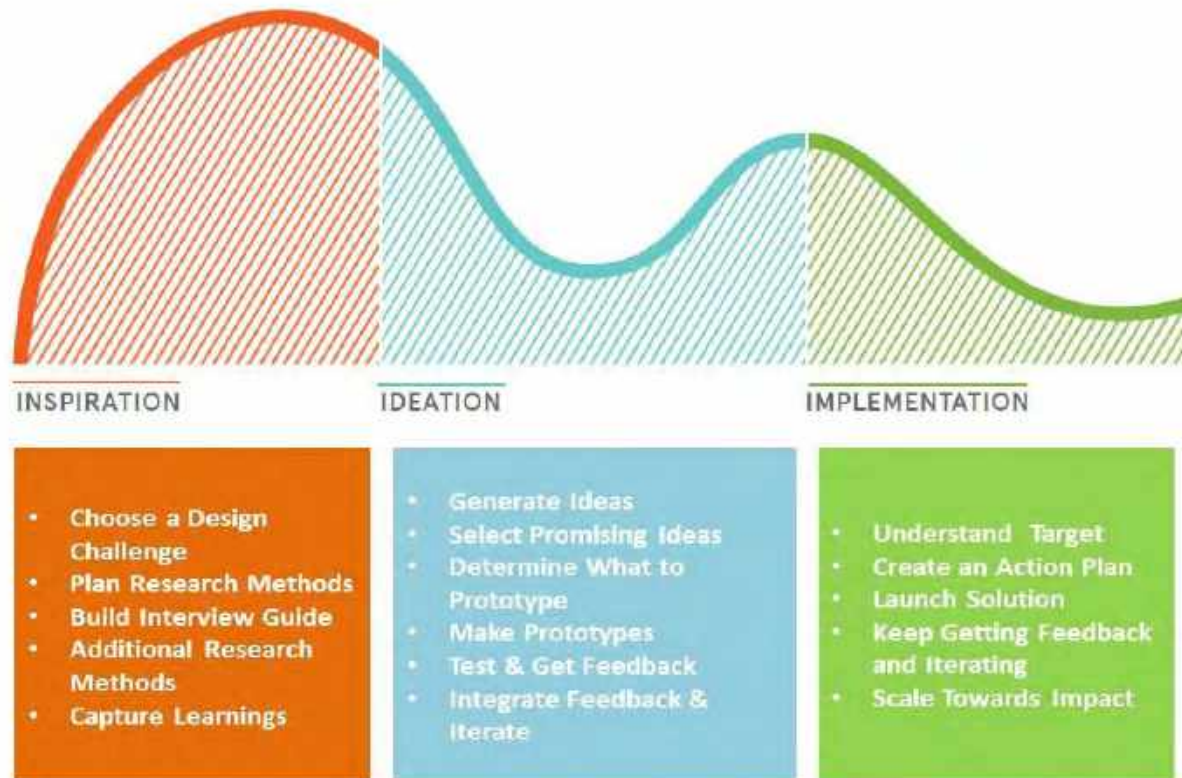 INSPIRATION
IDEATION
IMPLEMENTATION
• Choose a Design
Challenge
• Plan Research Methods
• Build Interview Guide
• Additional Research
Methods
• Capture Learnings
• Generate Ideas
• Select Promising Ideas
• Determine What to
Prototype
• Make Prototypes
• Test & Get Feedback
• Integrate Feedback &
Iterate
• Understand Target
• Create an Action Plan
• Launch Solution
• Keep Getting Feedback
and Iterating
• Scale Towards Impact